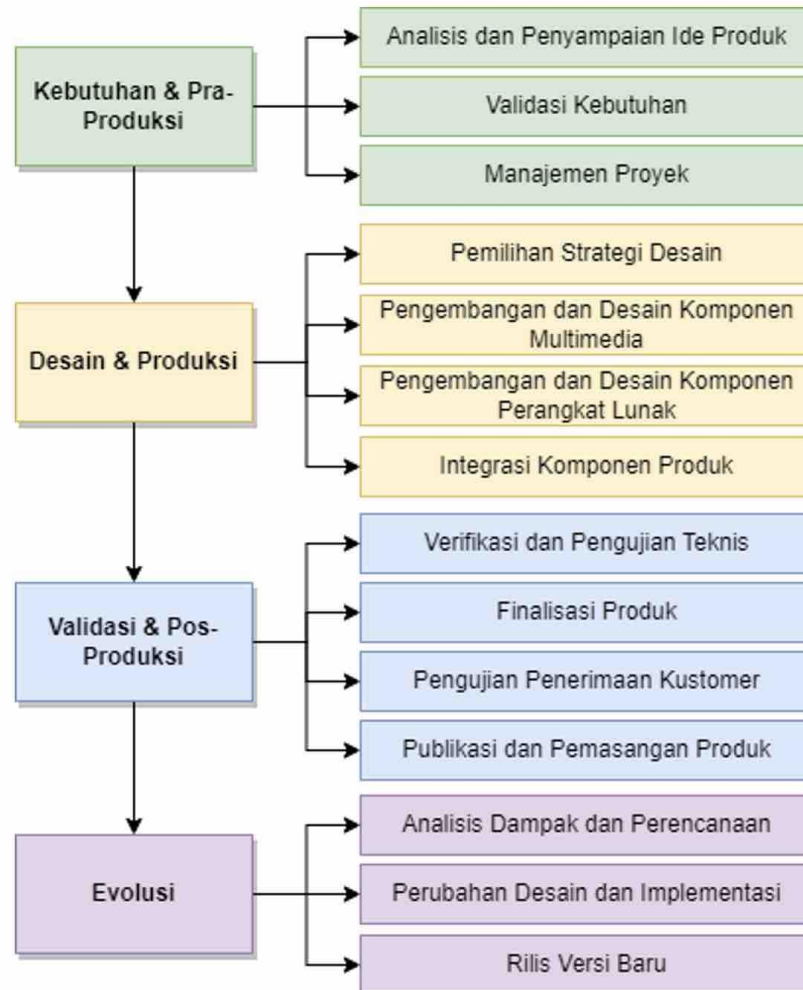 Kebutuhan & Pra-
Produksi
Analisis dan Penyampaian Ide Produk
Validasi Kebutuhan
Manajemen Proyek
Desain & Produksi
Pemilihan Strategi Desain
Pengembangan dan Desain Komponen
Multimedia
Pengembangan dan Desain Komponen
Perangkat Lunak
Integrasi Komponen Produk
Validasi & Pos-
Produksi
Verifikasi dan Pengujian Teknis
Finalisasi Produk
Pengujian Penerimaan Kustomer
Publikasi dan Pemasangan Produk
Evolusi
Analisis Dampak dan Perencanaan
Perubahan Desain dan Implementasi
Rilis Versi Baru